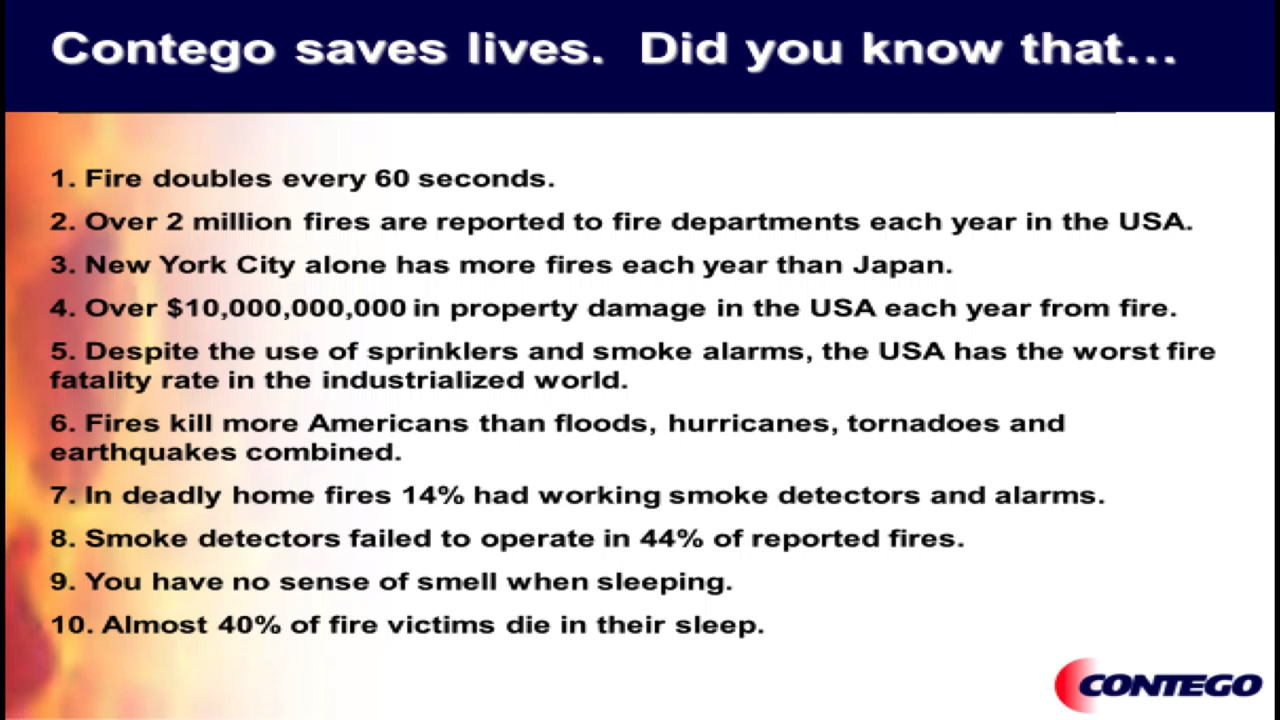 Contego saves lives. Did you know that...
1. Fire doubles every 60 seconds.
2. Over 2 million fires are reported to fire departments each year in the USA.
3. New York City alone has more fires each year than Japan.
4. Over $10,000,000,000 in property damage in the USA each year from fire.
5. Despite the use of sprinklers and smoke alarms, the USA has the worst fire
fatality rate in the industrialized world.
6. Fires kill more Americans than floods, hurricanes, tornadoes and
earthquakes combined.
7. In deadly home fires 14% had working smoke detectors and alarms.
8. Smoke detectors failed to operate in 44% of reported fires.
9. You have no sense of smell when sleeping.
10. Almost 40% of fire victims die in their sleep.
CONTEGO